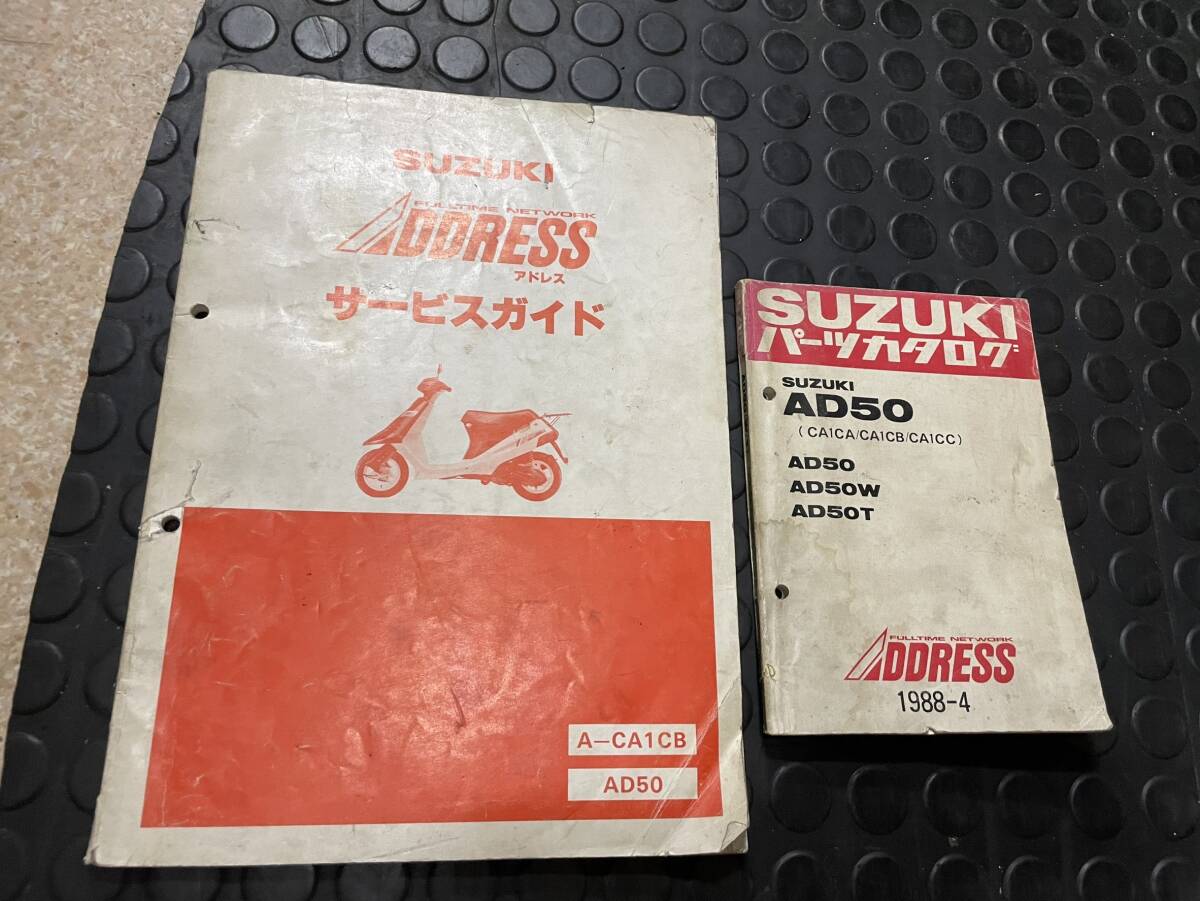 SUZUKI
FULLTIME NETWORK
ADDRESS
アドレス
サービスガイド
A-CA1CB
AD50
SUZUKI
パーツカタログ
SUZUKI
AD50
(CA1CA/CA1CB/CA1CC)
AD50
AD50W
AD50T
FULLTIME NETWORK
ADDRESS
1988-4